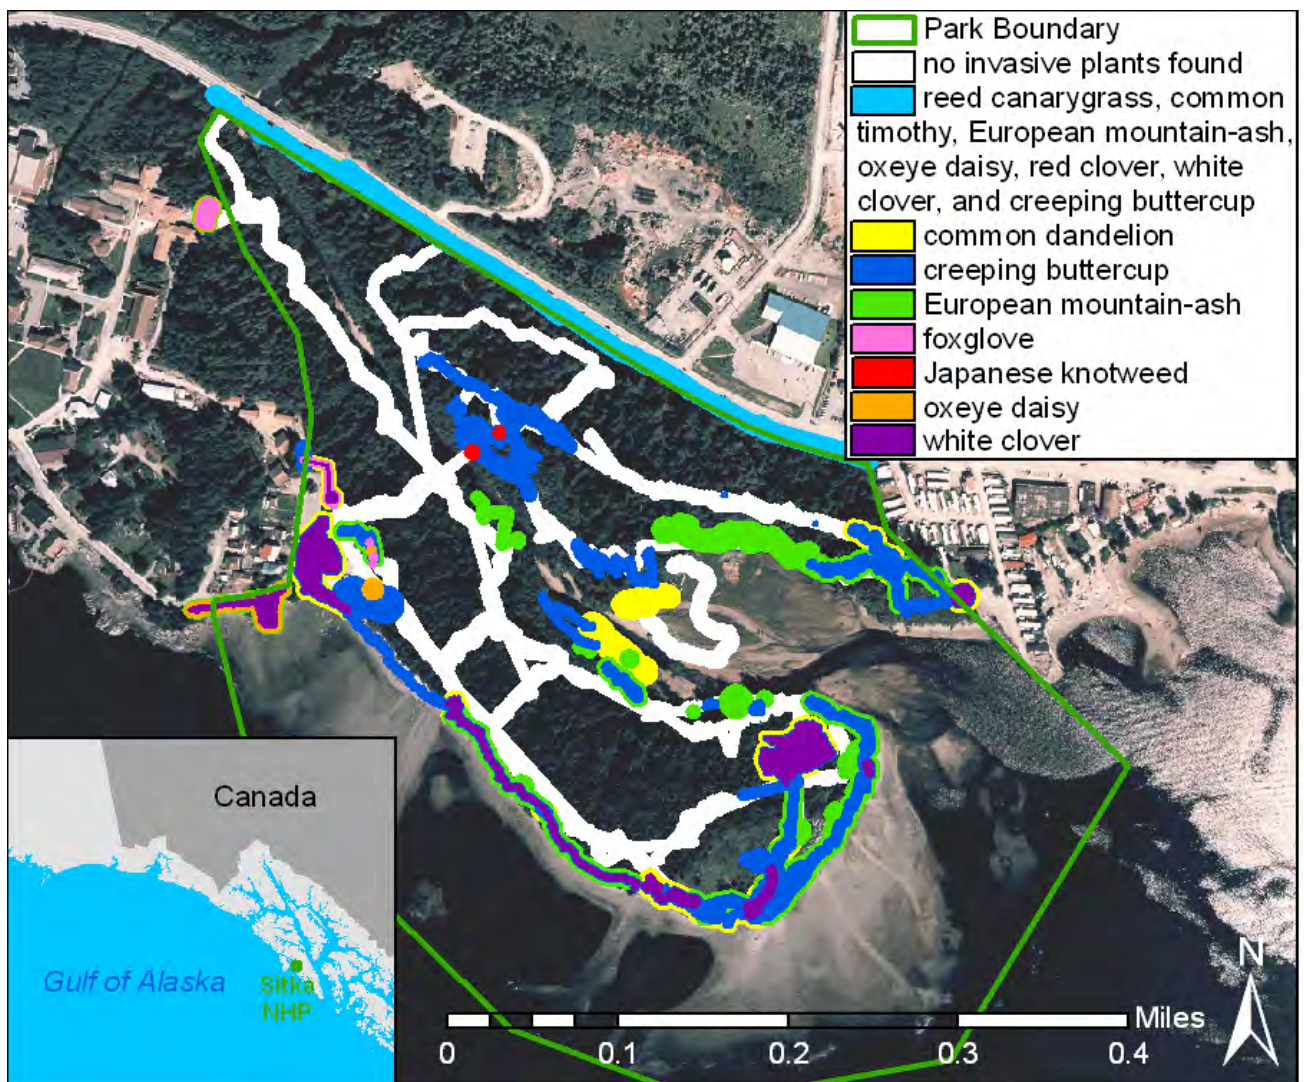 Park Boundary
no invasive plants found
reed canarygrass, common
timothy, European mountain-ash,
oxeye daisy, red clover, white
clover, and creeping buttercup
common dandelion
creeping buttercup
European mountain-ash
foxglove
Japanese knotweed
oxeye daisy
white clover
Canada
Gulf of Alaska
Sitka
NHP
N
Miles
0 0.1 0.2 0.3 0.4